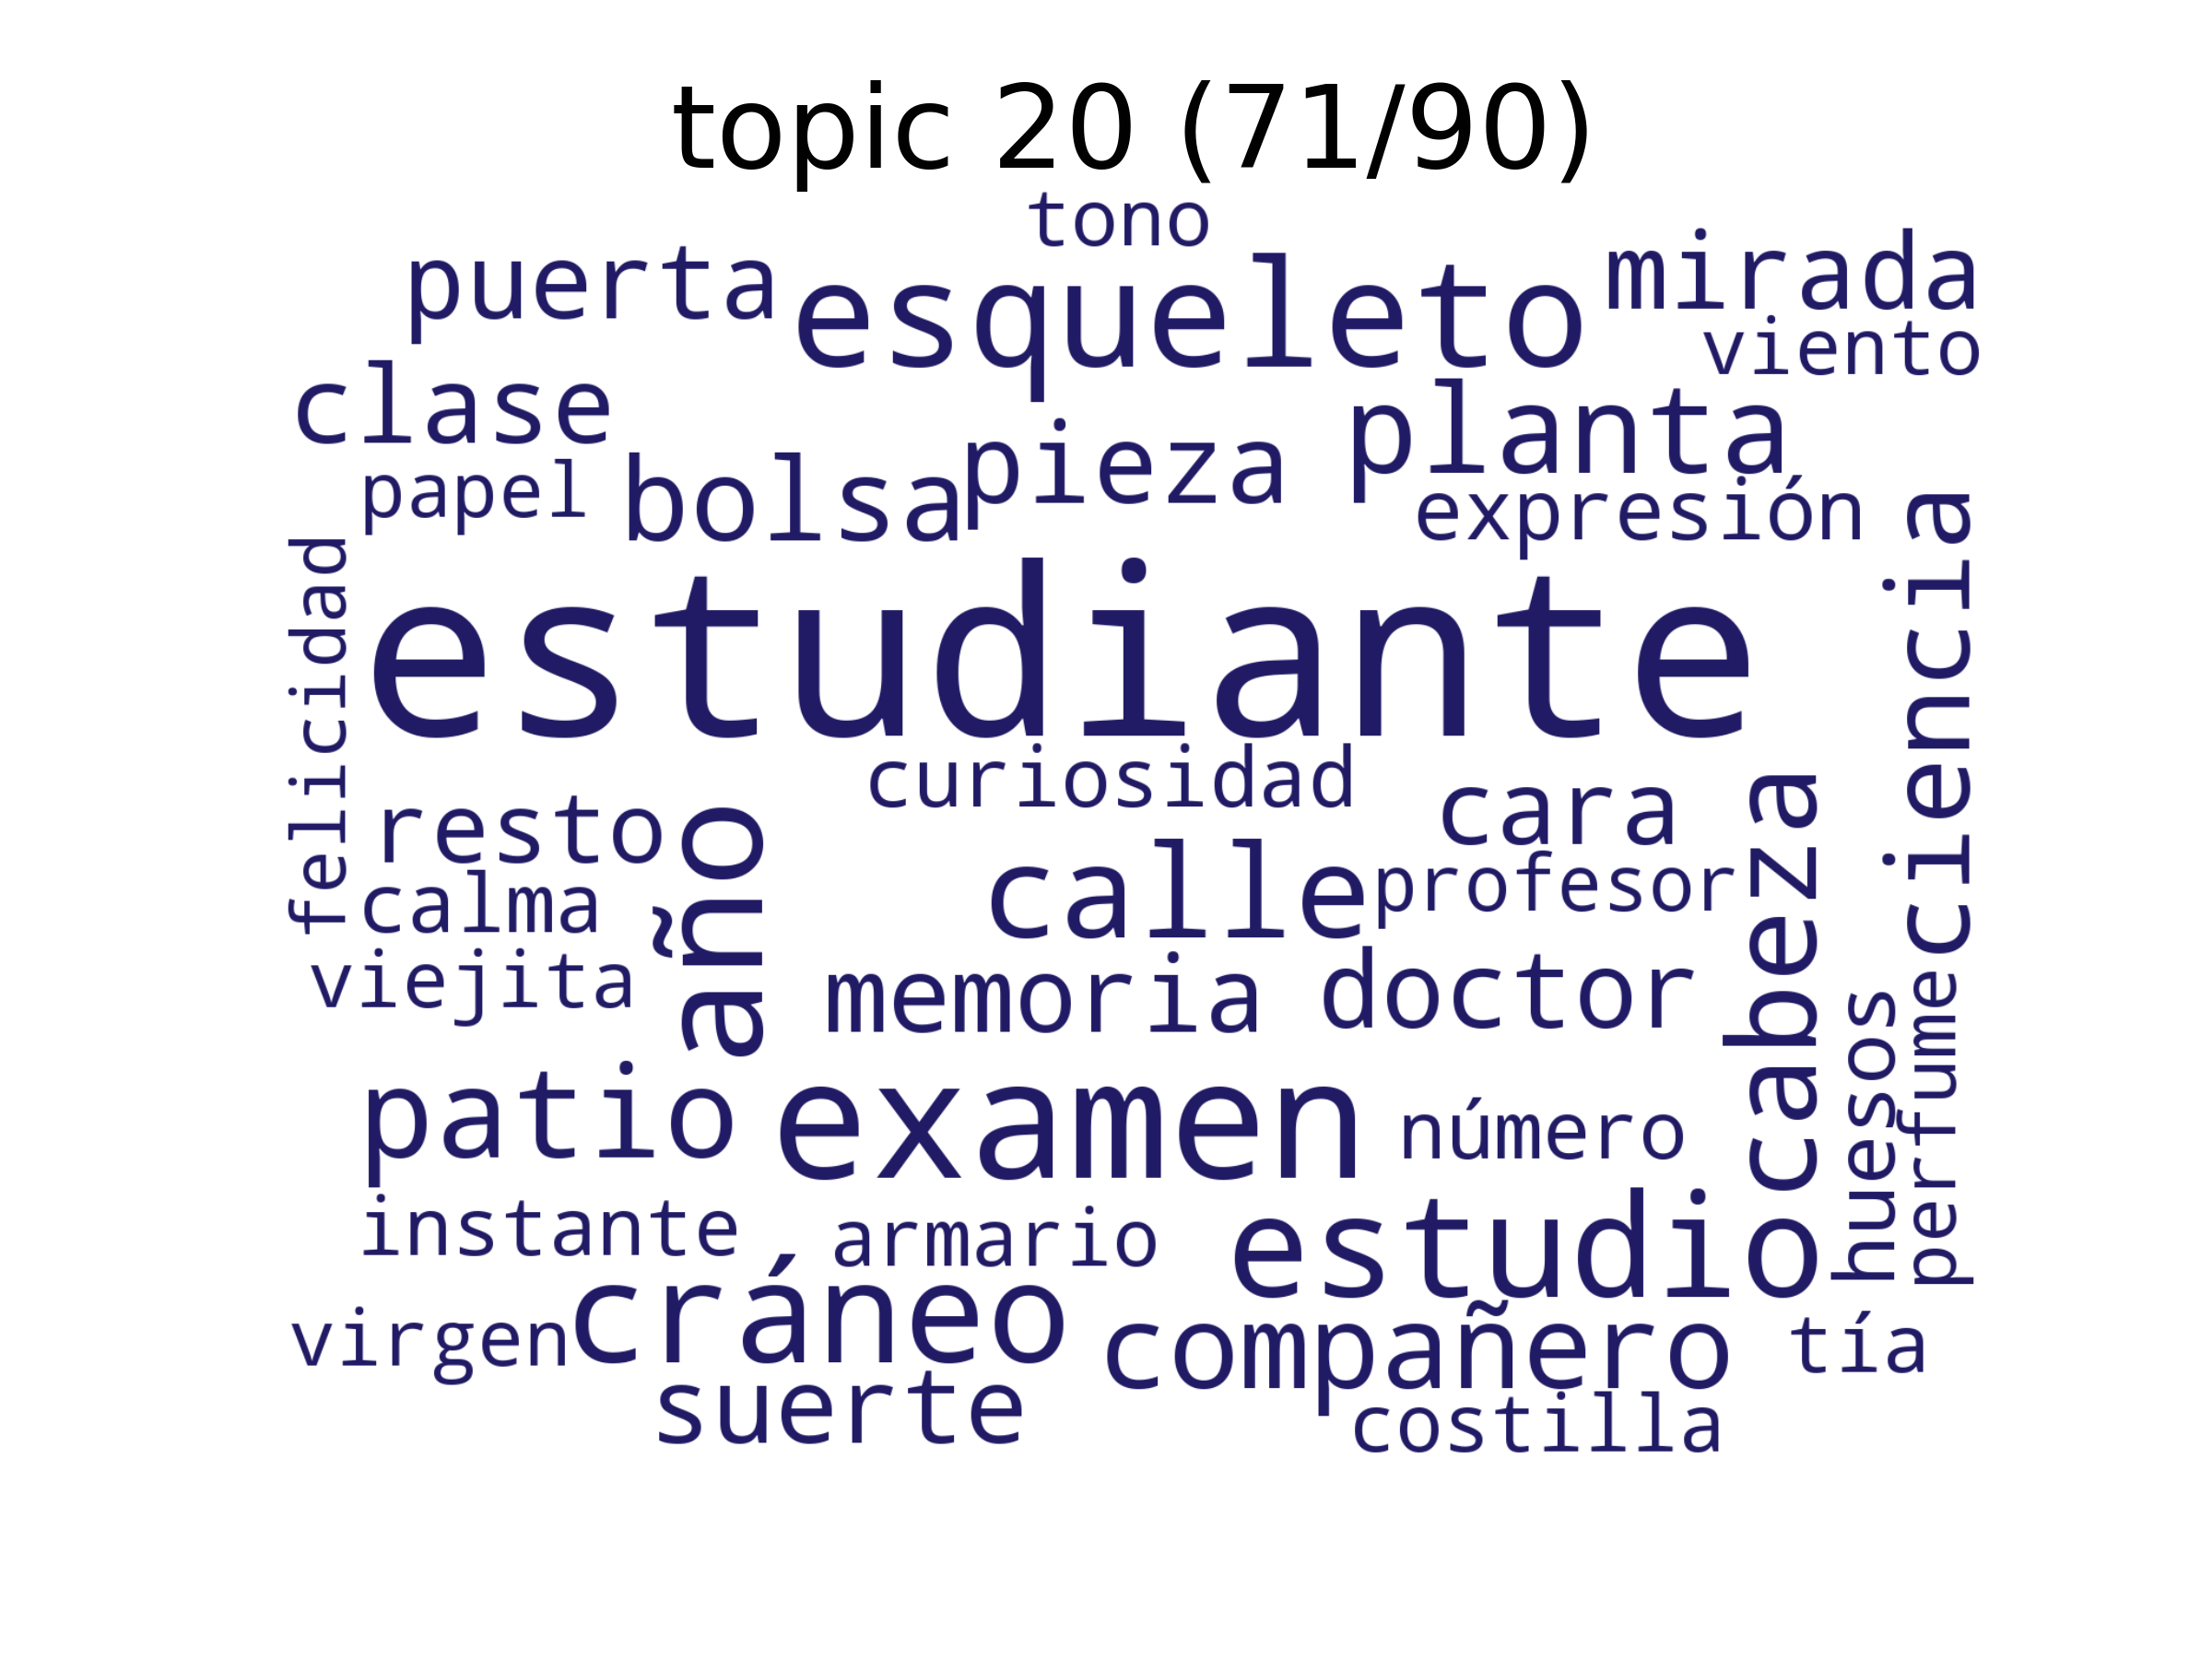 topic 20 (71/90)
tono
puerta
esqueleto
mirada
viento
clase
planta
pieza
papel
bolsa
expresión
estudiante
felicidad
ciencia
curiosidad
resto
cara
año
calle
profesor
calma
cabeza
viejita
memoria
doctor
huesos
perfume
patio
examen
número
instante
armario
estudio
cráneo
virgen
compañero
tía
suerte
costilla